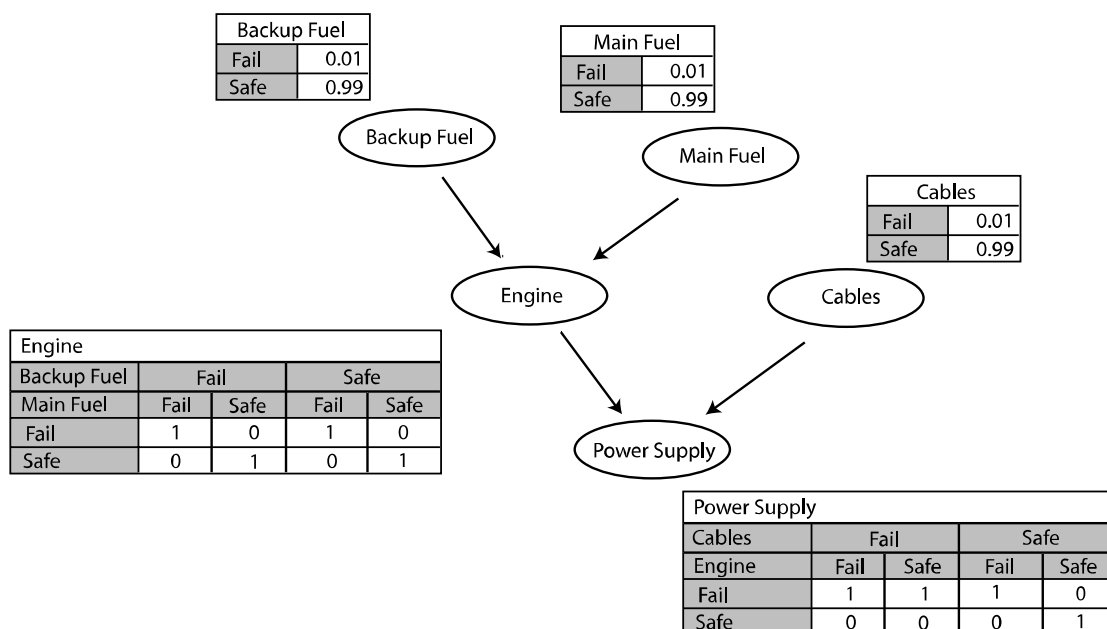 Backup Fuel
Fail 0.01
Safe 0.99
Main Fuel
Fail 0.01
Safe 0.99
Backup Fuel
Main Fuel
Cables
Fail 0.01
Safe 0.99
Engine
Cables
Engine
Backup Fuel Fail Safe
Main Fuel Fail Safe Fail Safe
Fail 1 0 1 0
Safe 0 1 0 1
Power Supply
Power Supply
Cables Fail Safe
Engine Fail Safe Fail Safe
Fail 1 1 1 0
Safe 0 0 0 1